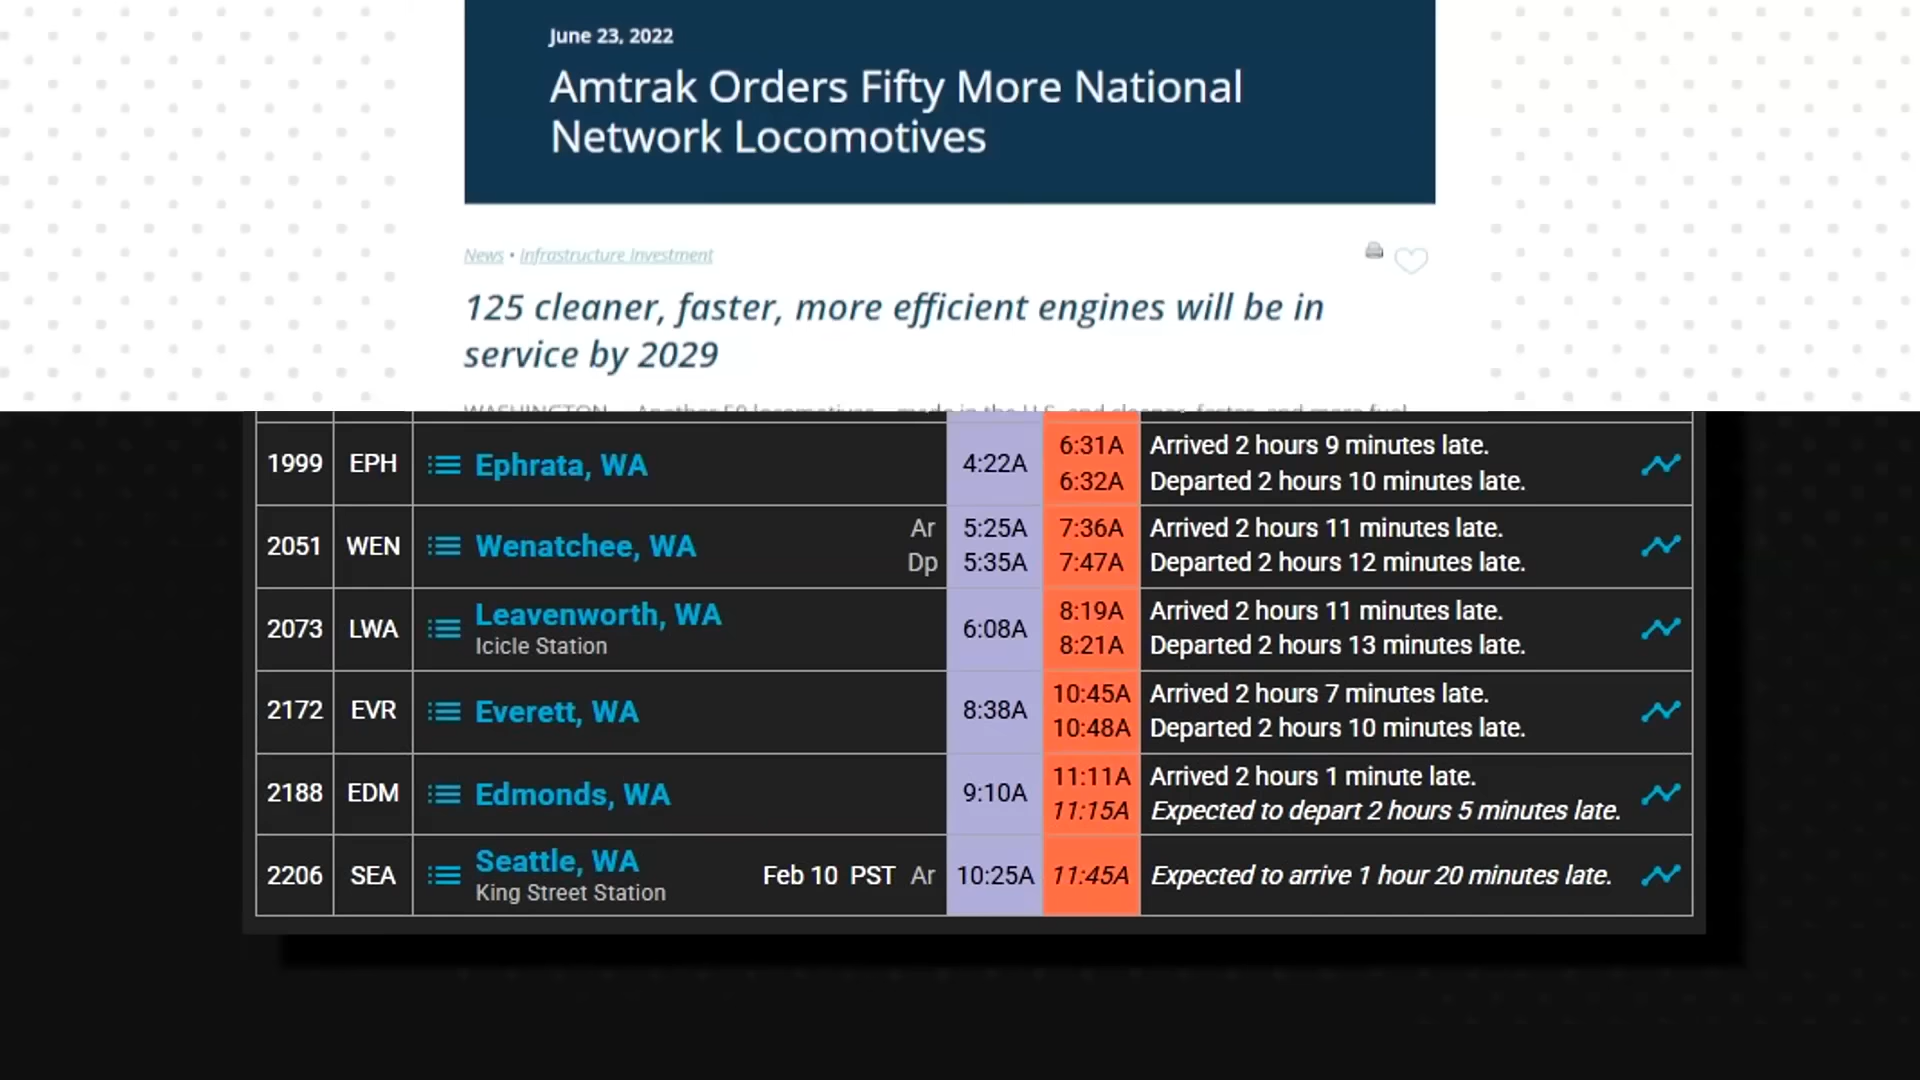 June 23, 2022
Amtrak Orders Fifty More National
Network Locomotives
News • Infrastructure Investment
125 cleaner, faster, more efficient engines will be in
service by 2029
1999 EPH Ephrata, WA 4:22A 6:31A Arrived 2 hours 9 minutes late.
6:32A Departed 2 hours 10 minutes late.
2051 WEN Wenatchee, WA Ar 5:25A 7:36A Arrived 2 hours 11 minutes late.
Dp 5:35A 7:47A Departed 2 hours 12 minutes late.
2073 LWA Leavenworth, WA 6:08A 8:19A Arrived 2 hours 11 minutes late.
Icicle Station 8:21A Departed 2 hours 13 minutes late.
2172 EVR Everett, WA 8:38A 10:45A Arrived 2 hours 7 minutes late.
10:48A Departed 2 hours 10 minutes late.
2188 EDM Edmonds, WA 9:10A 11:11A Arrived 2 hours 1 minute late.
11:15A Expected to depart 2 hours 5 minutes late.
2206 SEA Seattle, WA Feb 10 PST Ar 10:25A 11:45A Expected to arrive 1 hour 20 minutes late.
King Street Station